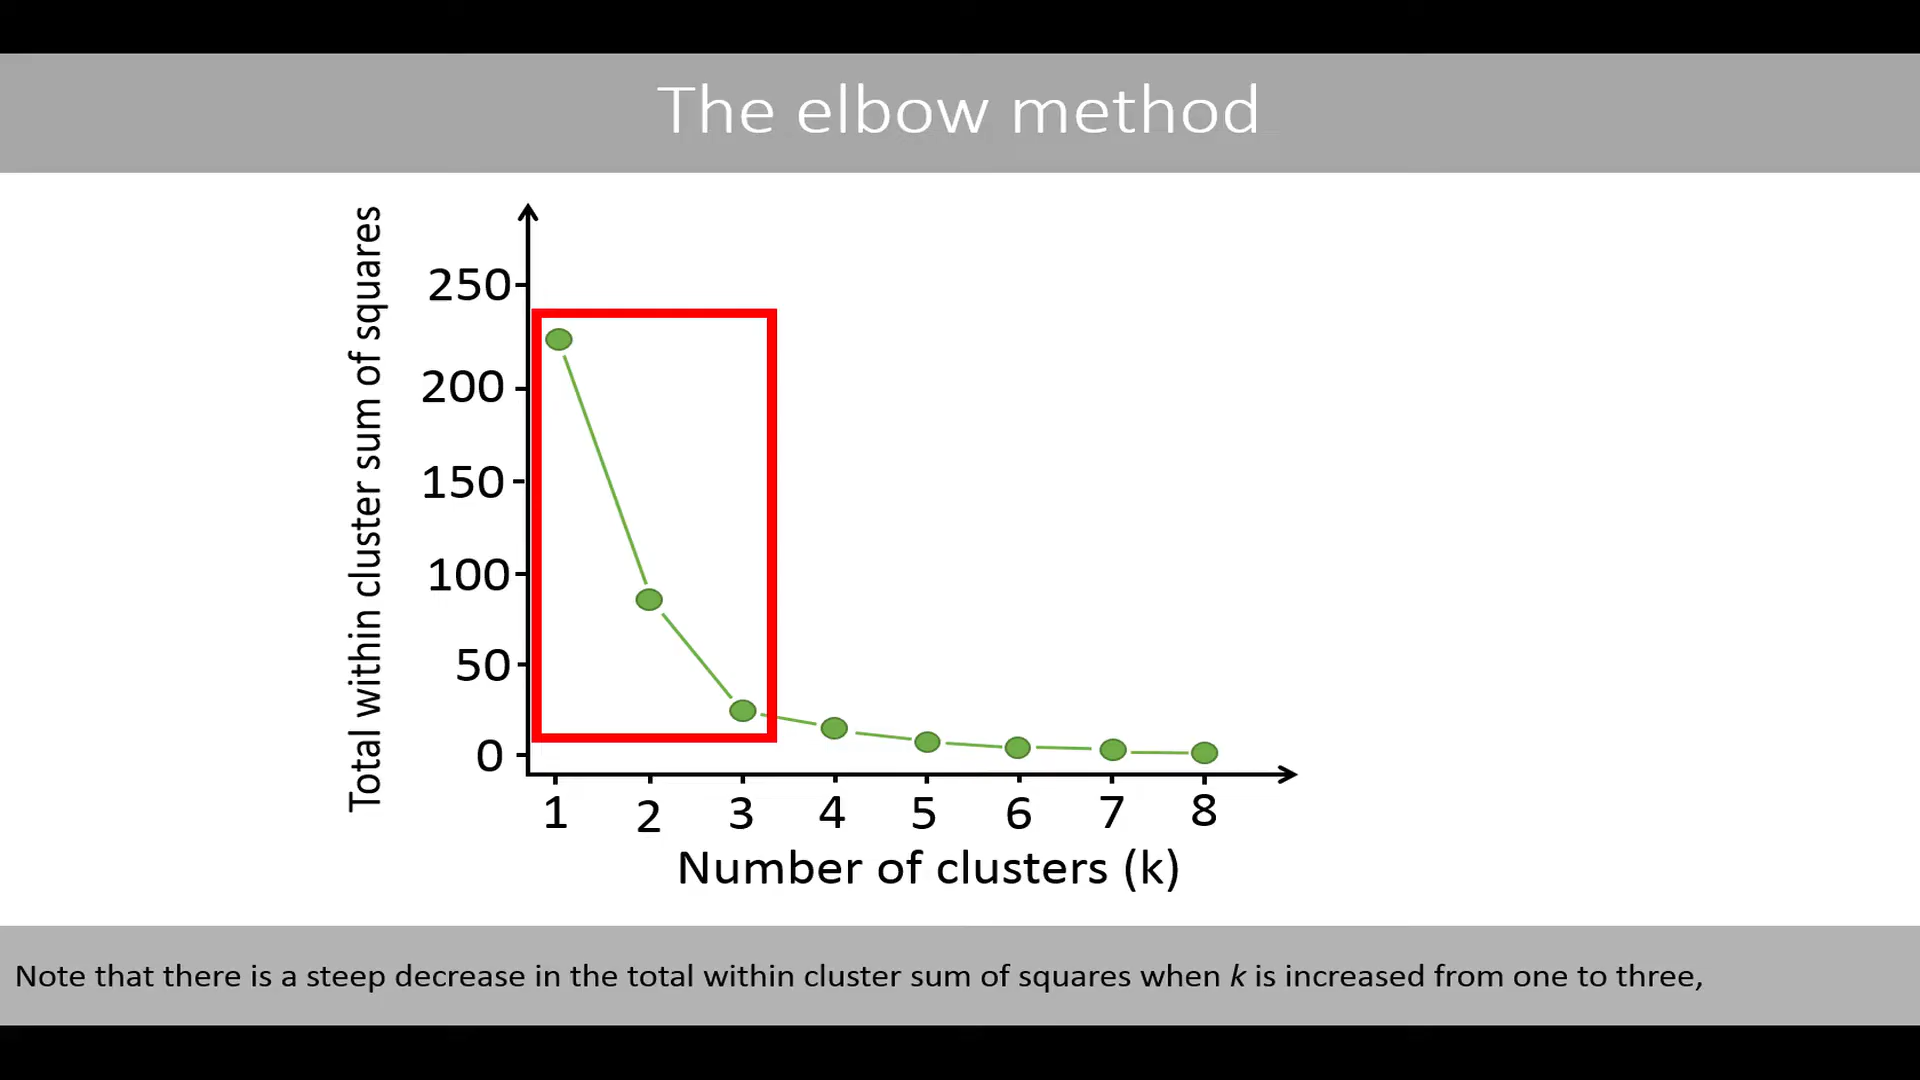 The elbow method
Total within cluster sum of squares
250
200
150
100
50
0
1 2 3 4 5 6 7 8
Number of clusters (k)
Note that there is a steep decrease in the total within cluster sum of squares when k is increased from one to three,